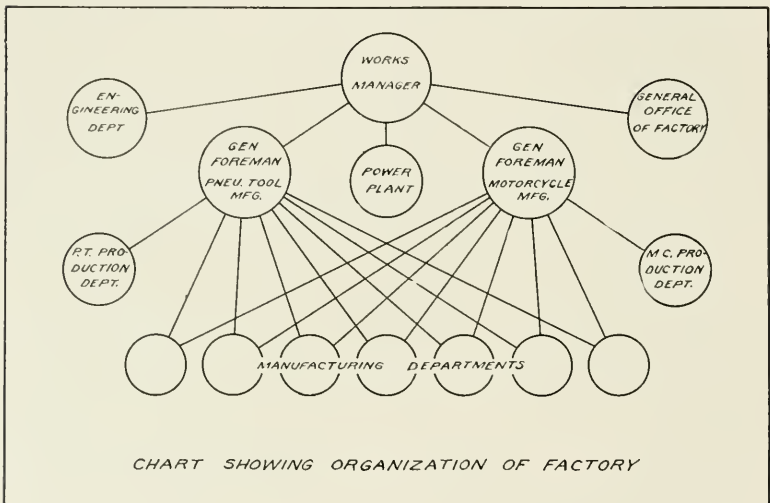 WORKS
MANAGER
EN-
GINEERING
DEPT
GENERAL
OFFICE
OF FACTORY
GEN
FOREMAN
PNEU. TOOL
MFG.
POWER
PLANT
GEN
FOREMAN
MOTORCYCLE
MFG.
P.T. PRO-
DUCTION
DEPT.
M.C. PRO-
DUCTION
DEPT.
MANUFACTURING DEPARTMENTS
CHART SHOWING ORGANIZATION OF FACTORY